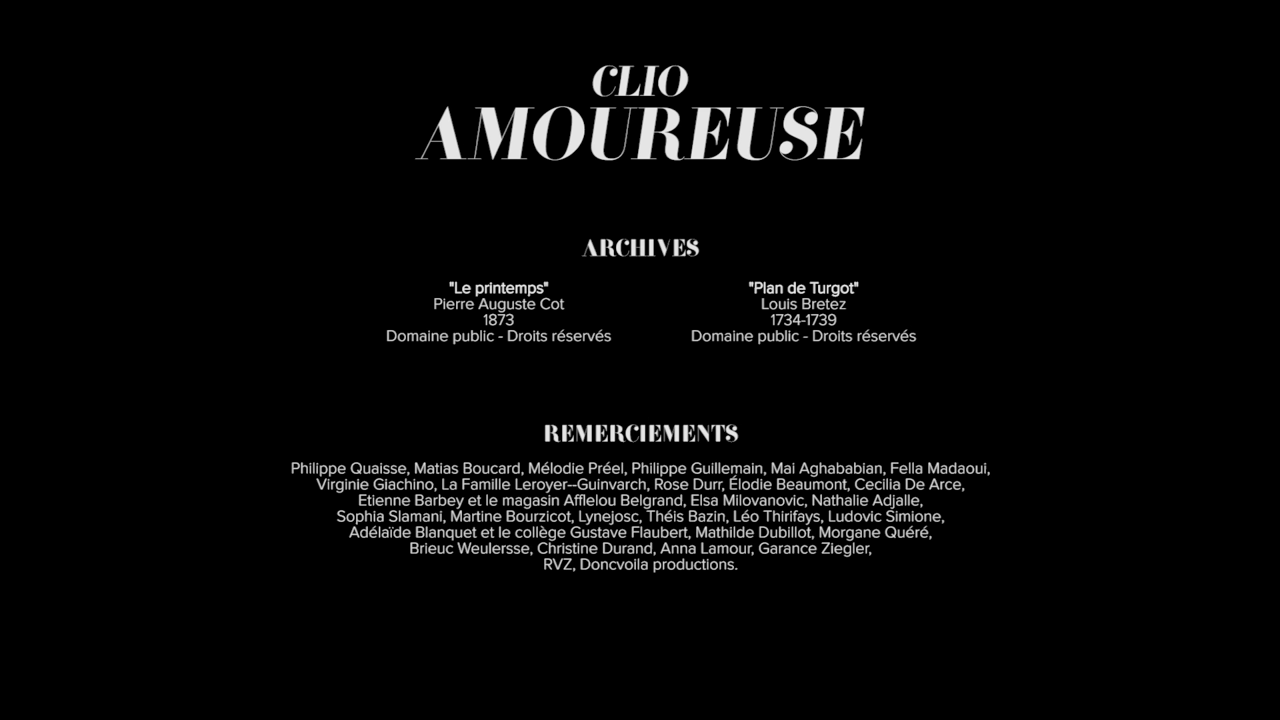 CLIO
AMOUREUSE
ARCHIVES
"Le printemps"
Pierre Auguste Cot
1873
Domaine public - Droits réservés
"Plan de Turgot"
Louis Bretez
1734-1739
Domaine public - Droits réservés
REMERCIEMENTS
Philippe Quaisse, Matias Boucard, Mélodie Préel, Philippe Guillemain, Mai Aghababian, Fella Madaoui,
Virginie Giachino, La Famille Leroyer--Guinvarch, Rose Durr, Élodie Beaumont, Cecilia De Arce,
Etienne Barbey et le magasin Afflelou Belgrand, Elsa Milovanovic, Nathalie Adjalle,
Sophia Slamani, Martine Bourzicot, Lynejosc, Théis Bazin, Léo Thirifays, Ludovic Simione,
Adélaïde Blanquet et le collège Gustave Flaubert, Mathilde Dubillot, Morgane Quéré,
Brieuc Weulersse, Christine Durand, Anna Lamour, Garance Ziegler,
RVZ, Doncvoila productions.